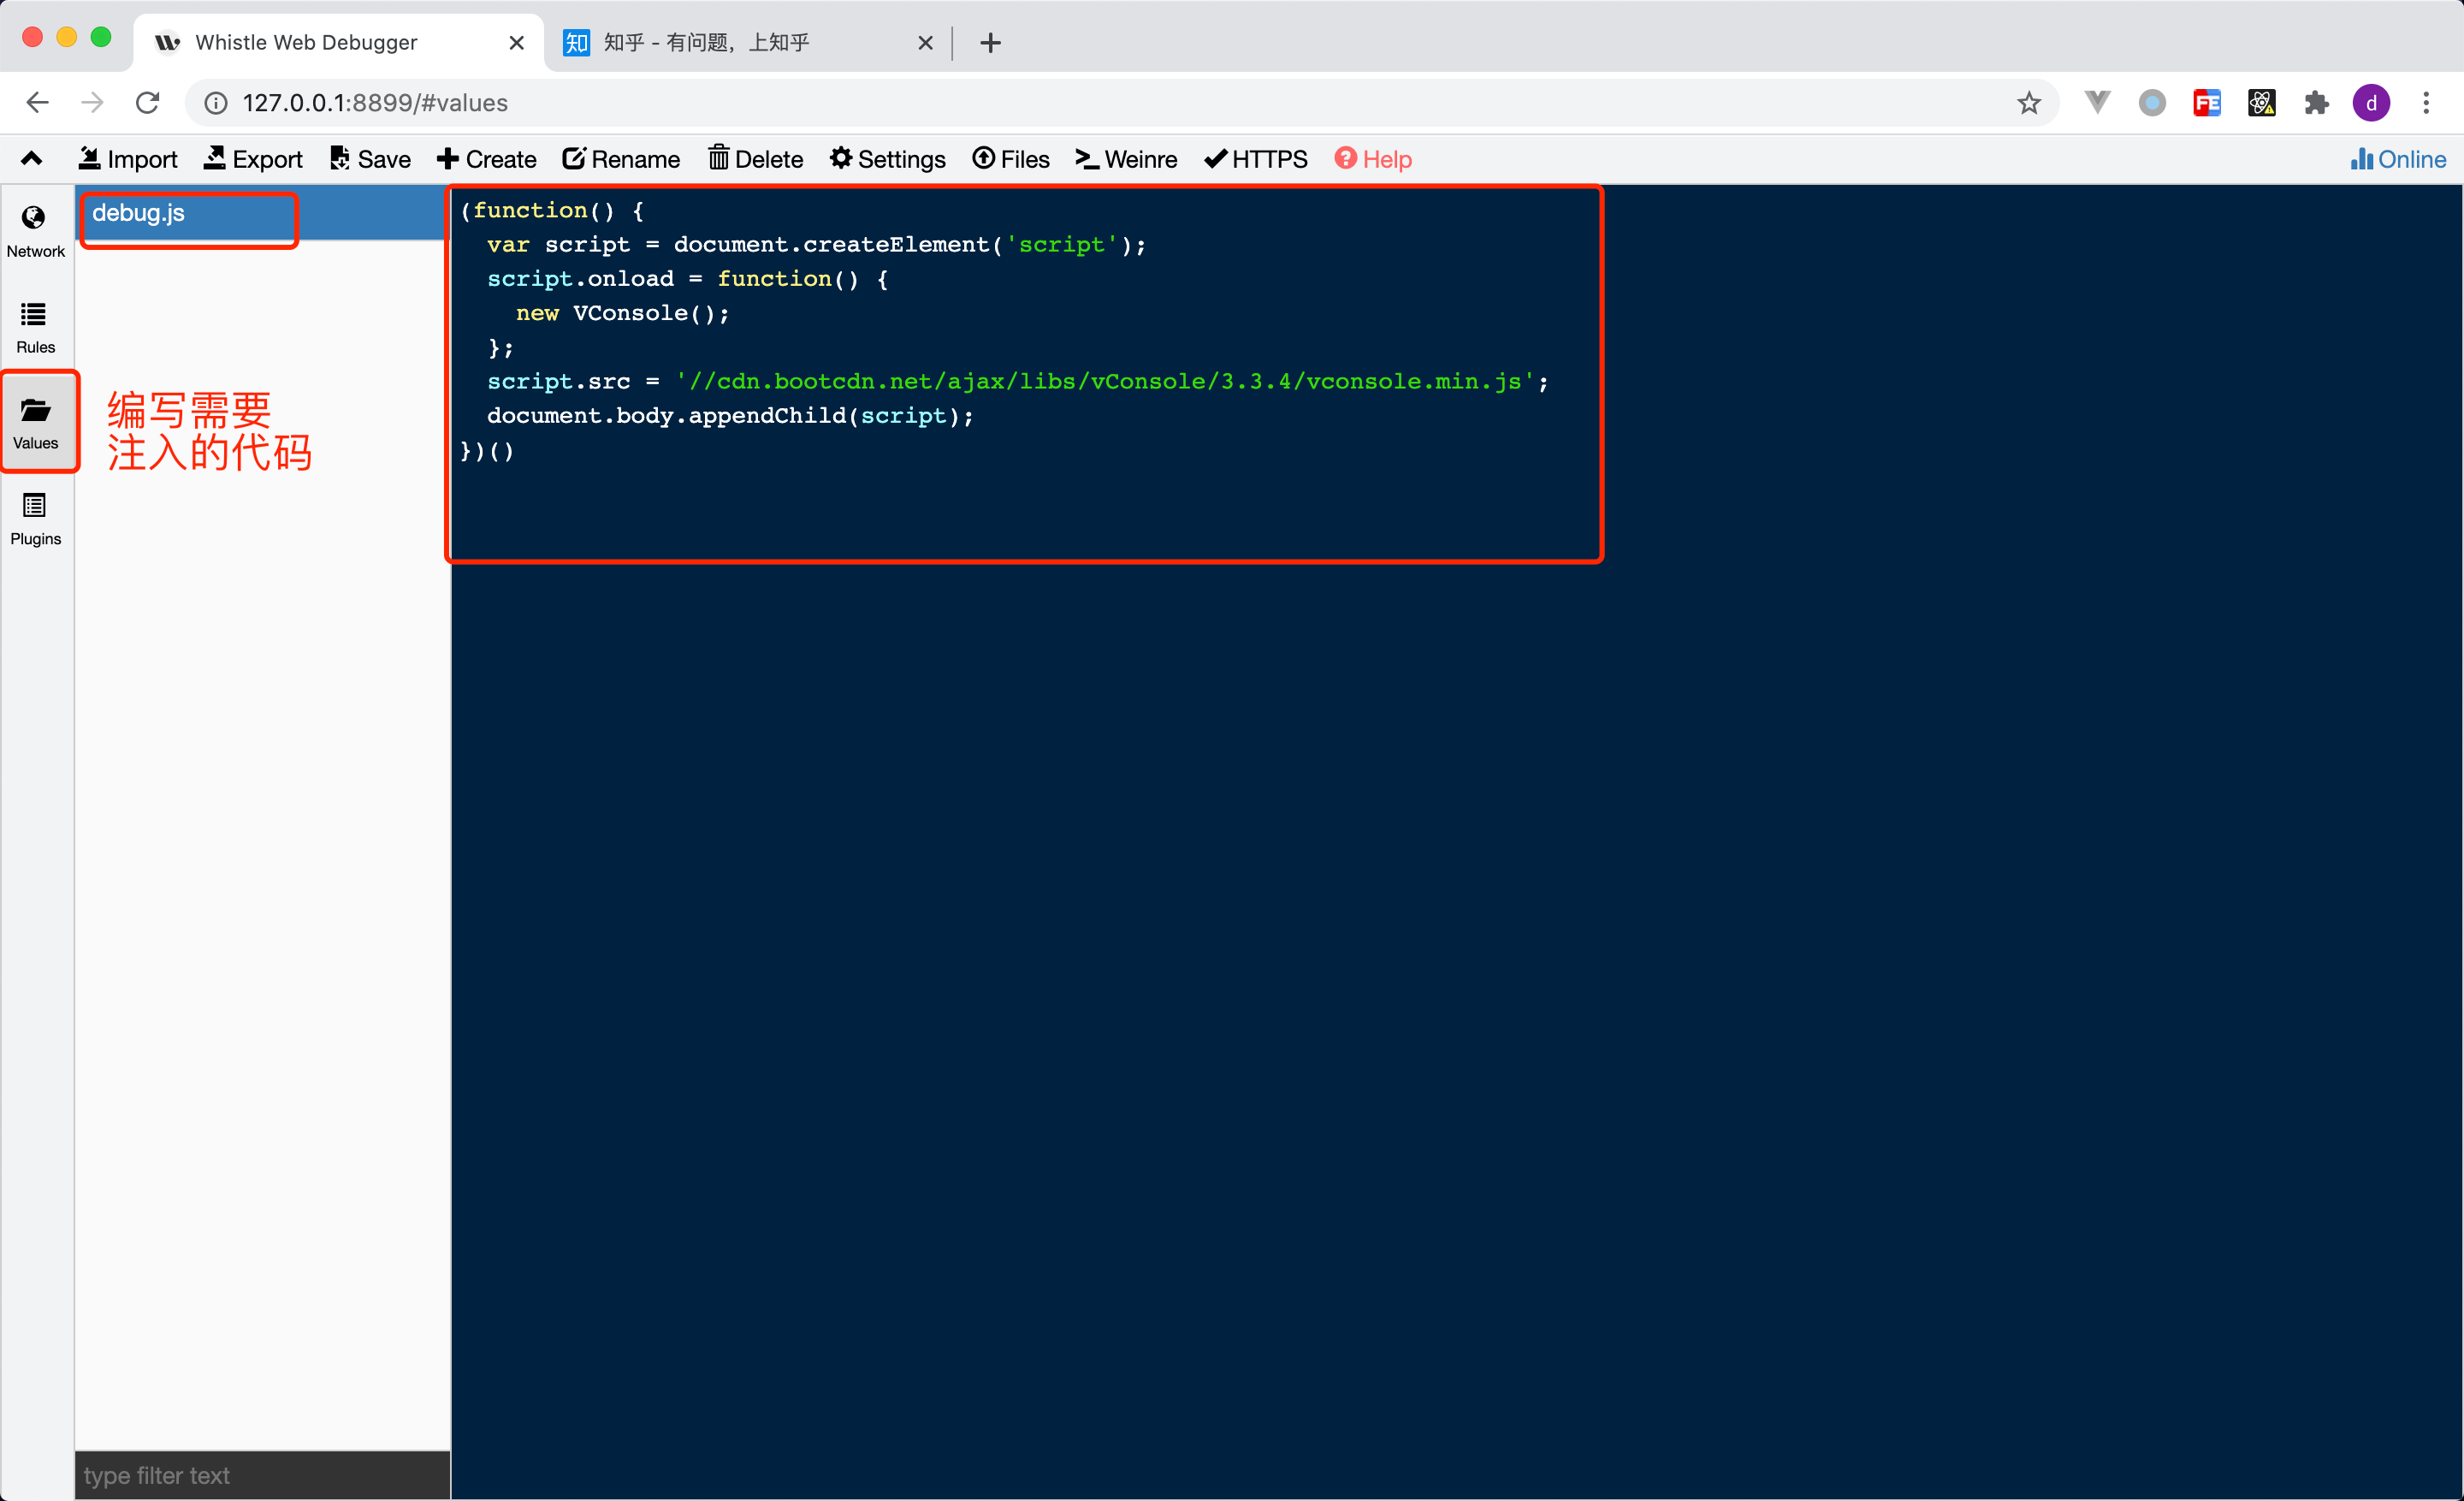 Whistle Web Debugger
知 知乎 - 有问题，上知乎
127.0.0.1:8899/#values
FE
d
Import Export Save Create Rename Delete Settings Files Weinre HTTPS Help Online
Network
Rules
Values
Plugins
debug.js
编写需要
注入的代码
(function() {
  var script = document.createElement('script');
  script.onload = function() {
    new VConsole();
  };
  script.src = '//cdn.bootcdn.net/ajax/libs/vConsole/3.3.4/vconsole.min.js';
  document.body.appendChild(script);
})()
type filter text